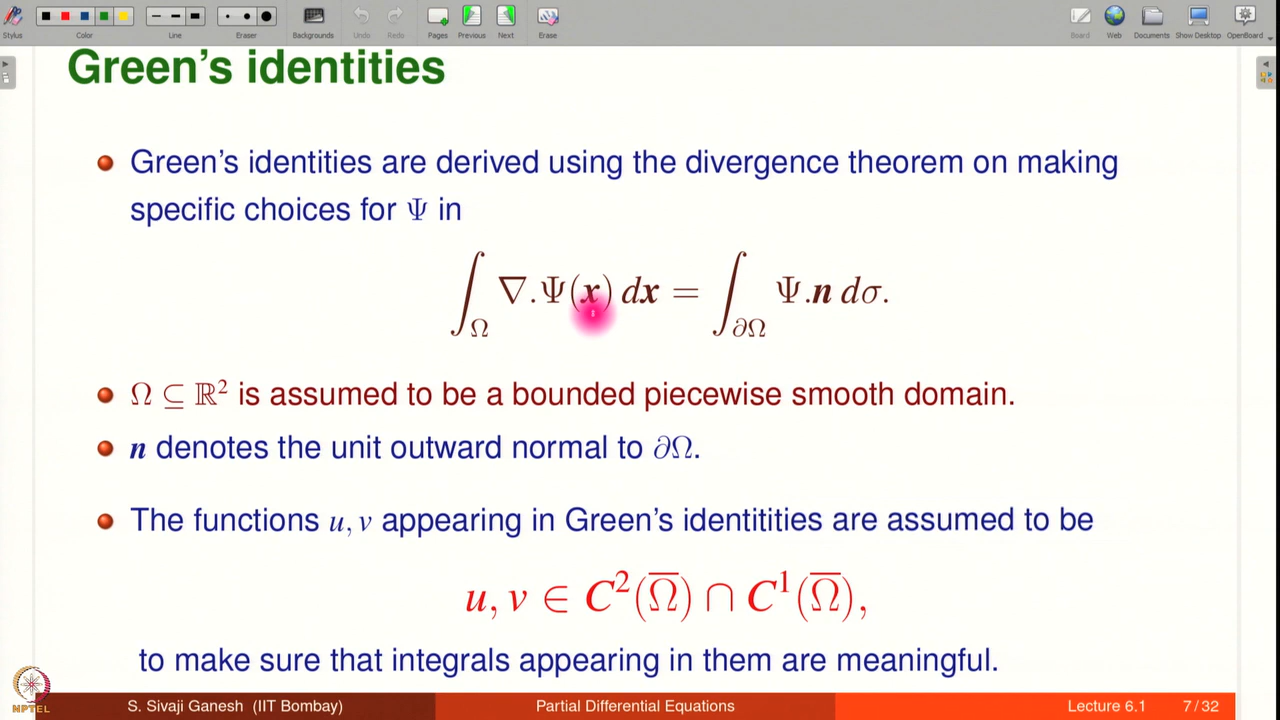 Stylus Color Line Eraser Backgrounds Undo Redo Pages Previous Next Erase Board Web Documents Show Desktop OpenBoard
Green's identities
Green's identities are derived using the divergence theorem on making
specific choices for Ψ in
∫_Ω ∇.Ψ(x) dx = ∫_∂Ω Ψ.n dσ.
Ω ⊆ ℝ² is assumed to be a bounded piecewise smooth domain.
n denotes the unit outward normal to ∂Ω.
The functions u, v appearing in Green's identitities are assumed to be
u, v ∈ C²(Ω̅) ∩ C¹(Ω̅),
to make sure that integrals appearing in them are meaningful.
NPTEL
S. Sivaji Ganesh (IIT Bombay) Partial Differential Equations Lecture 6.1 7 / 32